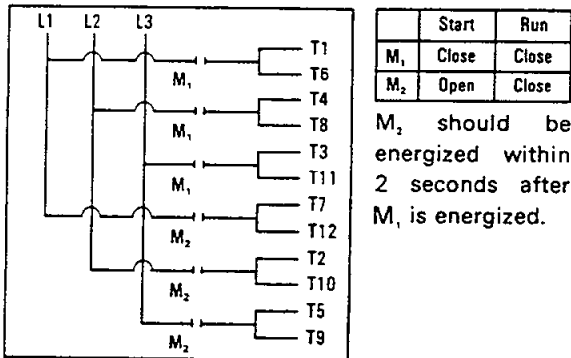 L1 L2 L3
T1
M₁
T6
T4
M₁
T8
T3
M₁
T11
T7
M₂
T12
T2
M₂
T10
T5
M₂
T9
Start Run
M₁ Close Close
M₂ Open Close
M₂ should be
energized within
2 seconds after
M₁ is energized.